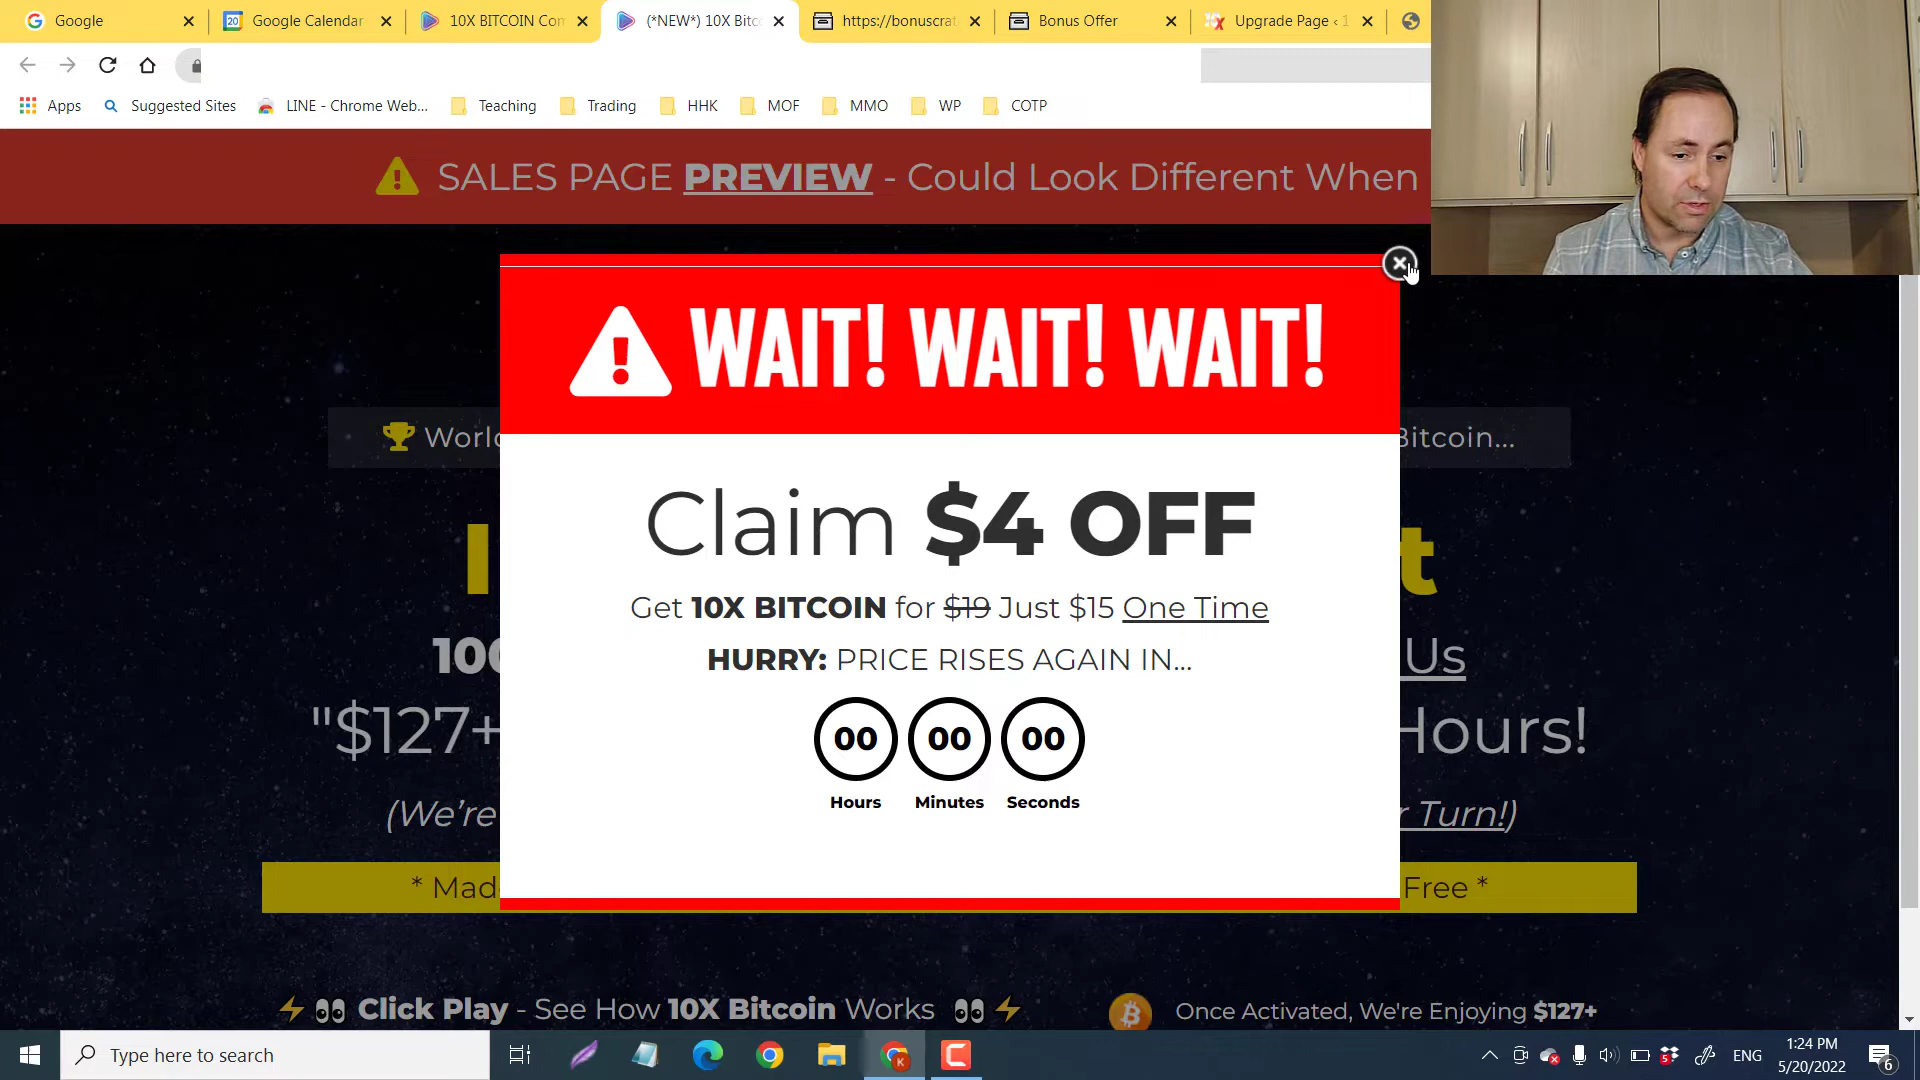 Google
Google Calendar
10X BITCOIN Con
(*NEW*) 10X Bitc
https://bonuscrat
Bonus Offer
Upgrade Page ‹ 1
Apps
Suggested Sites
LINE - Chrome Web...
Teaching
Trading
HHK
MOF
MMO
WP
COTP
SALES PAGE PREVIEW - Could Look Different When
WAIT! WAIT! WAIT!
Bitcoin...
Claim $4 OFF
Get 10X BITCOIN for $19 Just $15 One Time
HURRY: PRICE RISES AGAIN IN...
100
Us
"$127+
Hours!
00 00 00
Hours Minutes Seconds
(We're
r Turn!)
* Mad
Free *
Click Play - See How 10X Bitcoin Works
Once Activated, We're Enjoying $127+
Type here to search
ENG
1:24 PM
5/20/2022
6